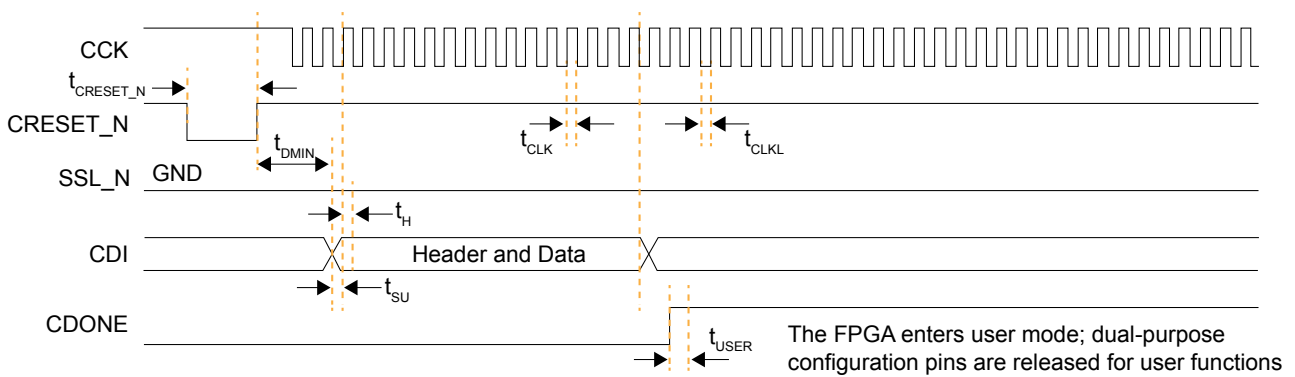 CCK
tCRESET_N
CRESET_N
tCLK
tCLKL
tDMIN
SSL_N
GND
tH
CDI
Header and Data
tSU
CDONE
tUSER
The FPGA enters user mode; dual-purpose
configuration pins are released for user functions